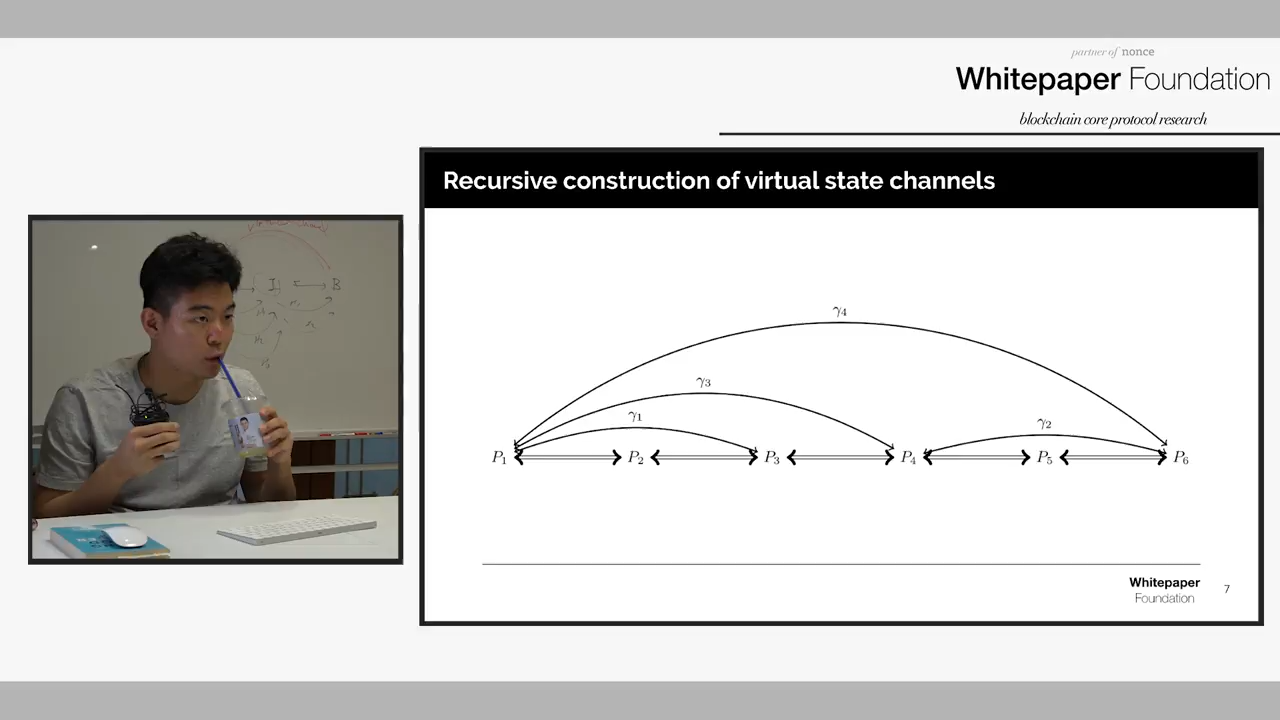 partner of nonce
Whitepaper Foundation
blockchain core protocol research
Recursive construction of virtual state channels
γ4
γ3
γ1
γ2
P1 P2 P3 P4 P5 P6
Whitepaper
Foundation
7
I B